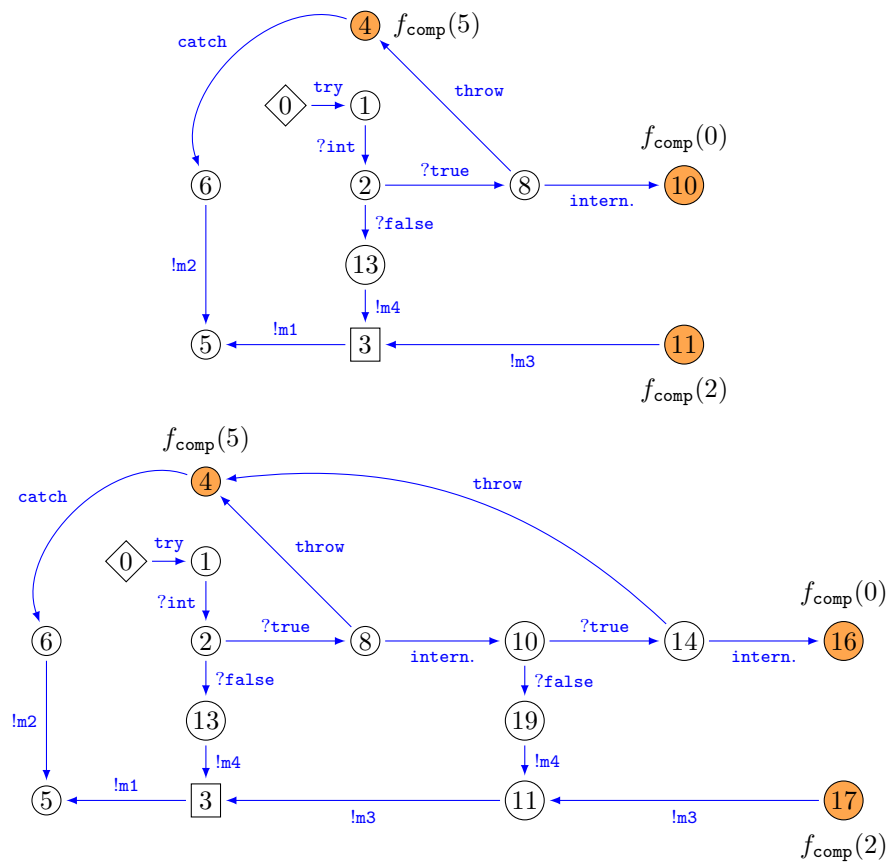 4 f_comp(5)
catch
try
throw
0 1
?int
f_comp(0)
6 2 ?true 8 intern. 10
?false
!m2 13
!m4
5 !m1 3 !m3 11
f_comp(2)
f_comp(5)
4
throw
catch
try
throw
0 1
?int
f_comp(0)
6 2 ?true 8 intern. 10 ?true 14 intern. 16
?false ?false
!m2 13 19
!m4 !m4
5 !m1 3 !m3 11 !m3 17
f_comp(2)